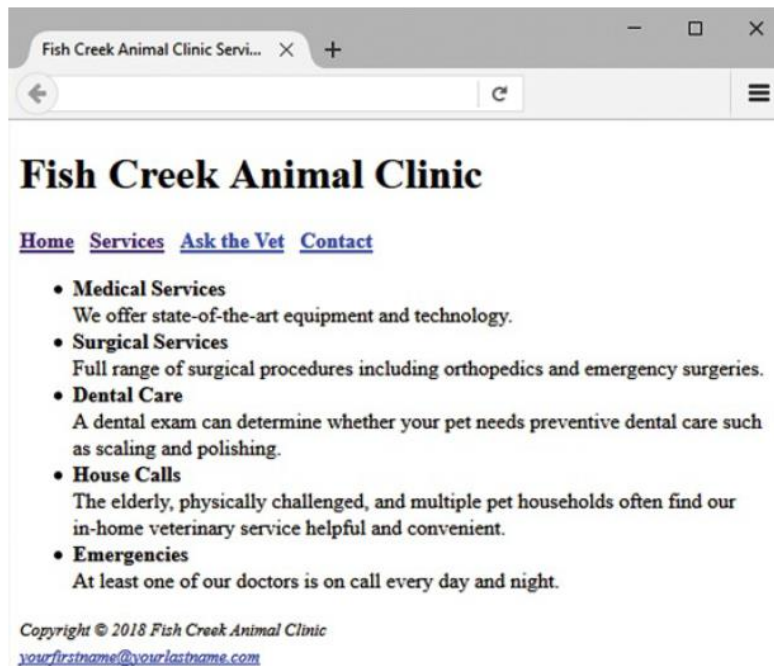 Fish Creek Animal Clinic Servi...
Fish Creek Animal Clinic
Home Services Ask the Vet Contact
• Medical Services
We offer state-of-the-art equipment and technology.
• Surgical Services
Full range of surgical procedures including orthopedics and emergency surgeries.
• Dental Care
A dental exam can determine whether your pet needs preventive dental care such
as scaling and polishing.
• House Calls
The elderly, physically challenged, and multiple pet households often find our
in-home veterinary service helpful and convenient.
• Emergencies
At least one of our doctors is on call every day and night.
Copyright © 2018 Fish Creek Animal Clinic
yourfirstname@yourlastname.com